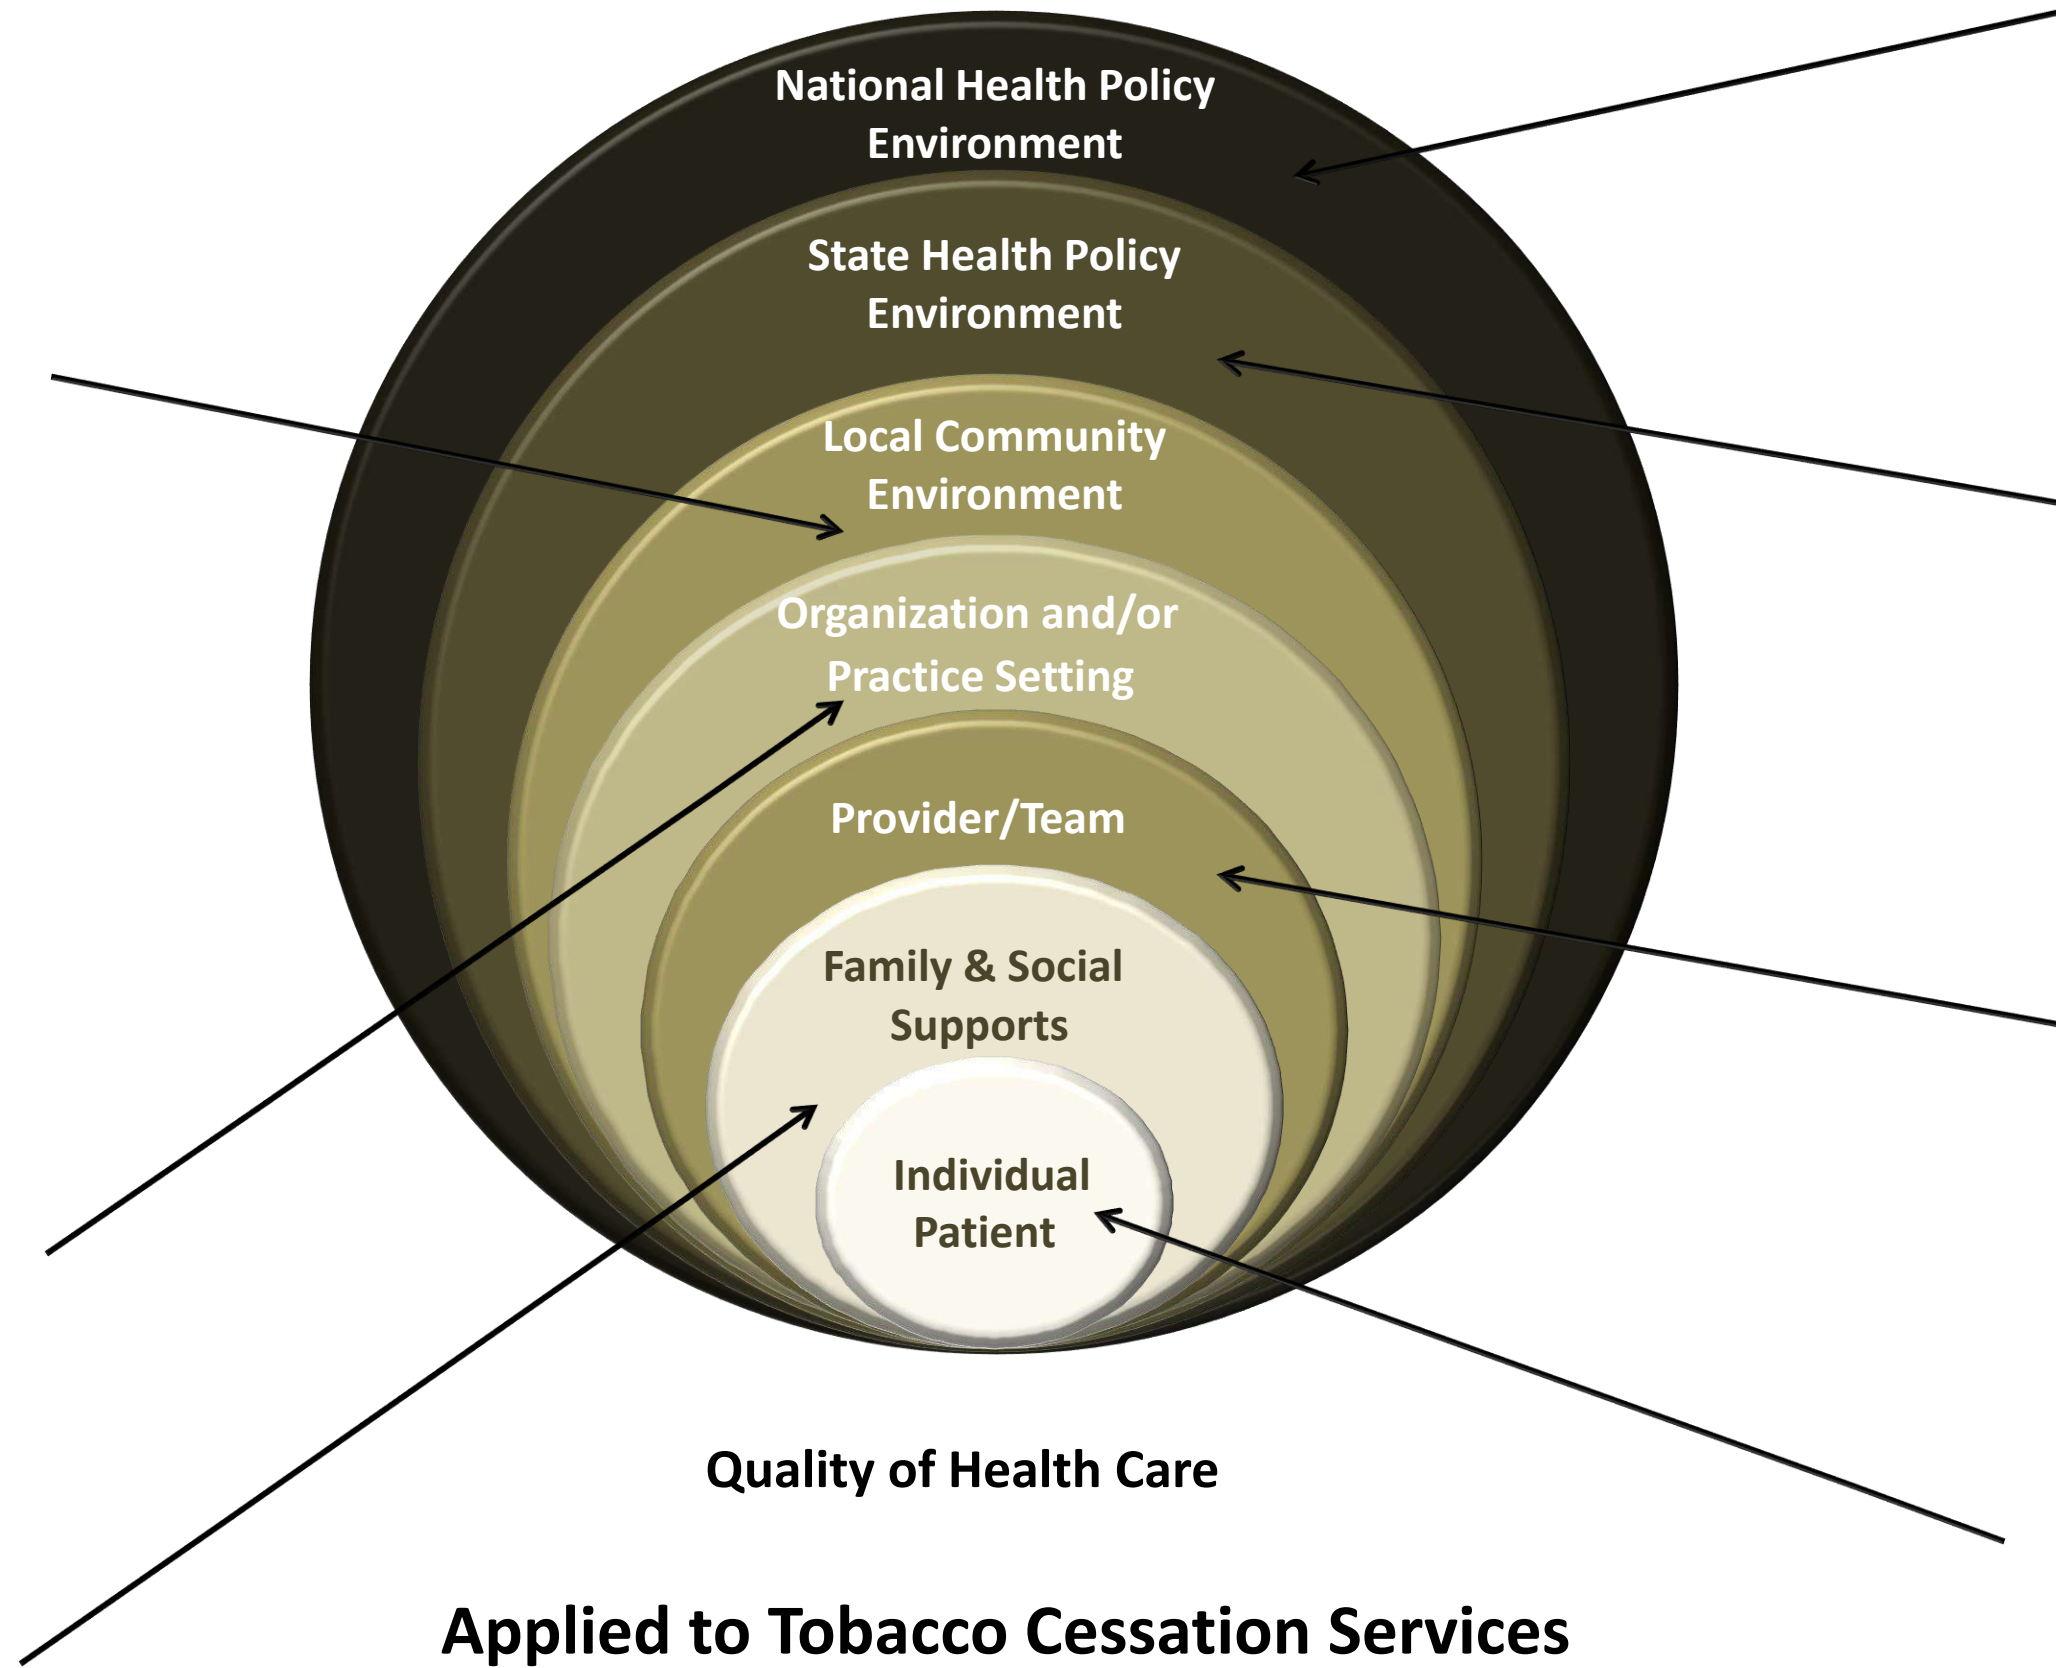 National Health Policy
Environment
State Health Policy
Environment
Local Community
Environment
Organization and/or
Practice Setting
Provider/Team
Family & Social
Supports
Individual
Patient
Quality of Health Care
Applied to Tobacco Cessation Services